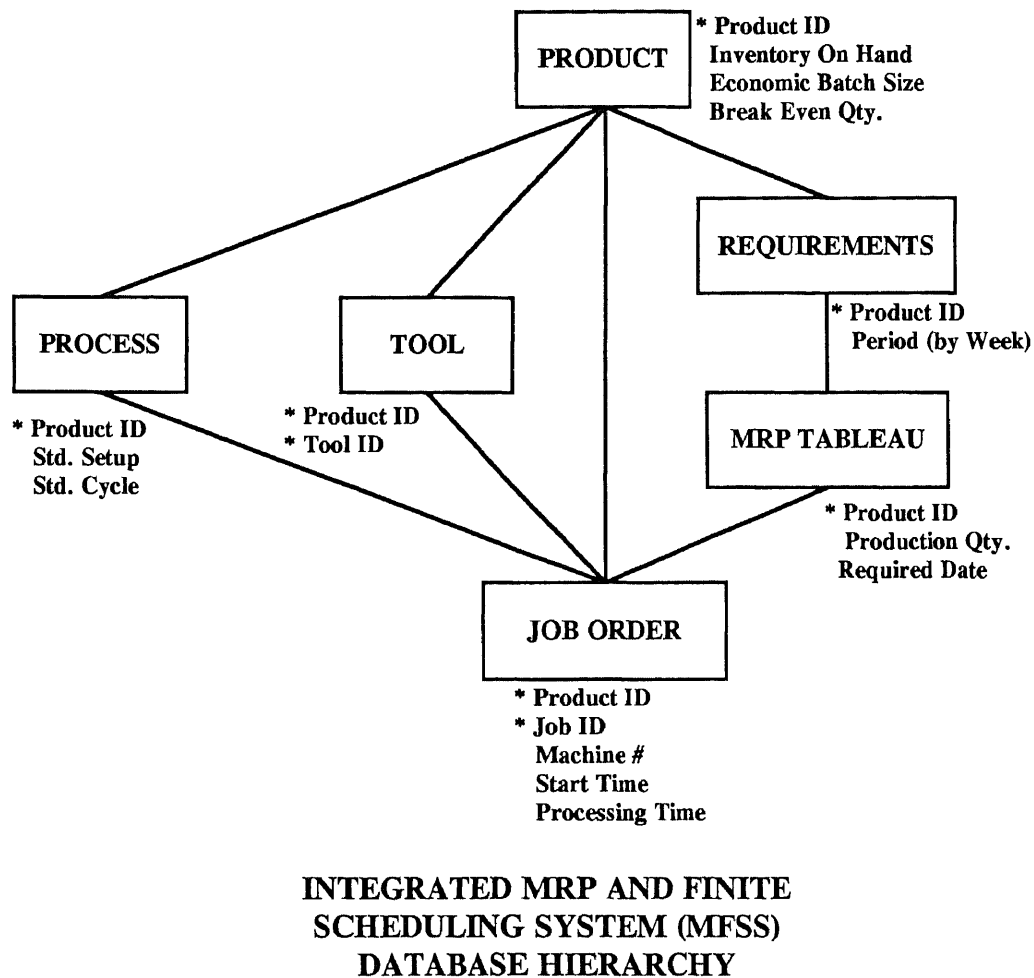 PRODUCT
* Product ID
Inventory On Hand
Economic Batch Size
Break Even Qty.
REQUIREMENTS
* Product ID
Period (by Week)
PROCESS
* Product ID
Std. Setup
Std. Cycle
TOOL
* Product ID
* Tool ID
MRP TABLEAU
* Product ID
Production Qty.
Required Date
JOB ORDER
* Product ID
* Job ID
Machine #
Start Time
Processing Time
INTEGRATED MRP AND FINITE
SCHEDULING SYSTEM (MFSS)
DATABASE HIERARCHY